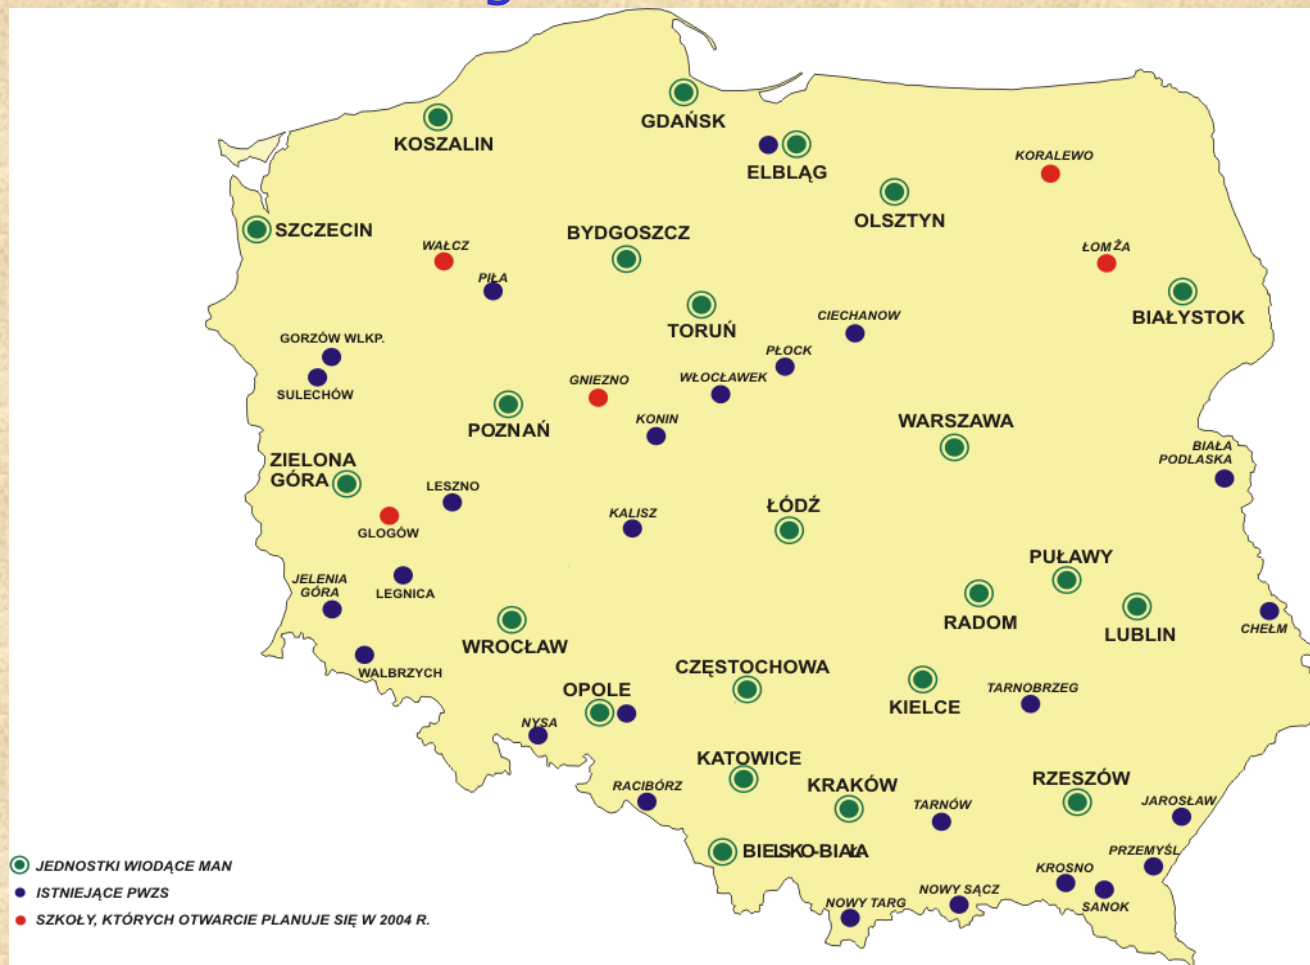 GDAŃSK
KOSZALIN
ELBLĄG
KORALEWO
OLSZTYN
SZCZECIN
BYDGOSZCZ
WAŁCZ
ŁOMŻA
PIŁA
TORUŃ
BIAŁYSTOK
CIECHANOW
GORZÓW WLKP.
PŁOCK
SULECHÓW
GNIEZNO
WŁOCŁAWEK
POZNAŃ
KONIN
WARSZAWA
BIAŁA
PODLASKA
ZIELONA
GÓRA
LESZNO
ŁÓDŹ
KALISZ
GLOGÓW
PUŁAWY
JELENIA
GÓRA
LEGNICA
RADOM
LUBLIN
CHEŁM
WROCŁAW
WALBRZYCH
CZĘSTOCHOWA
OPOLE
KIELCE
TARNOBRZEG
NYSA
KATOWICE
RACIBÓRZ
KRAKÓW
RZESZÓW
TARNÓW
JAROSŁAW
BIELSKO-BIAŁA
PRZEMYŚL
KROSNO
NOWY SĄCZ
NOWY TARG
SANOK
JEDNOSTKI WIODĄCE MAN
ISTNIEJĄCE PWZS
SZKOŁY, KTÓRYCH OTWARCIE PLANUJE SIĘ W 2004 R.